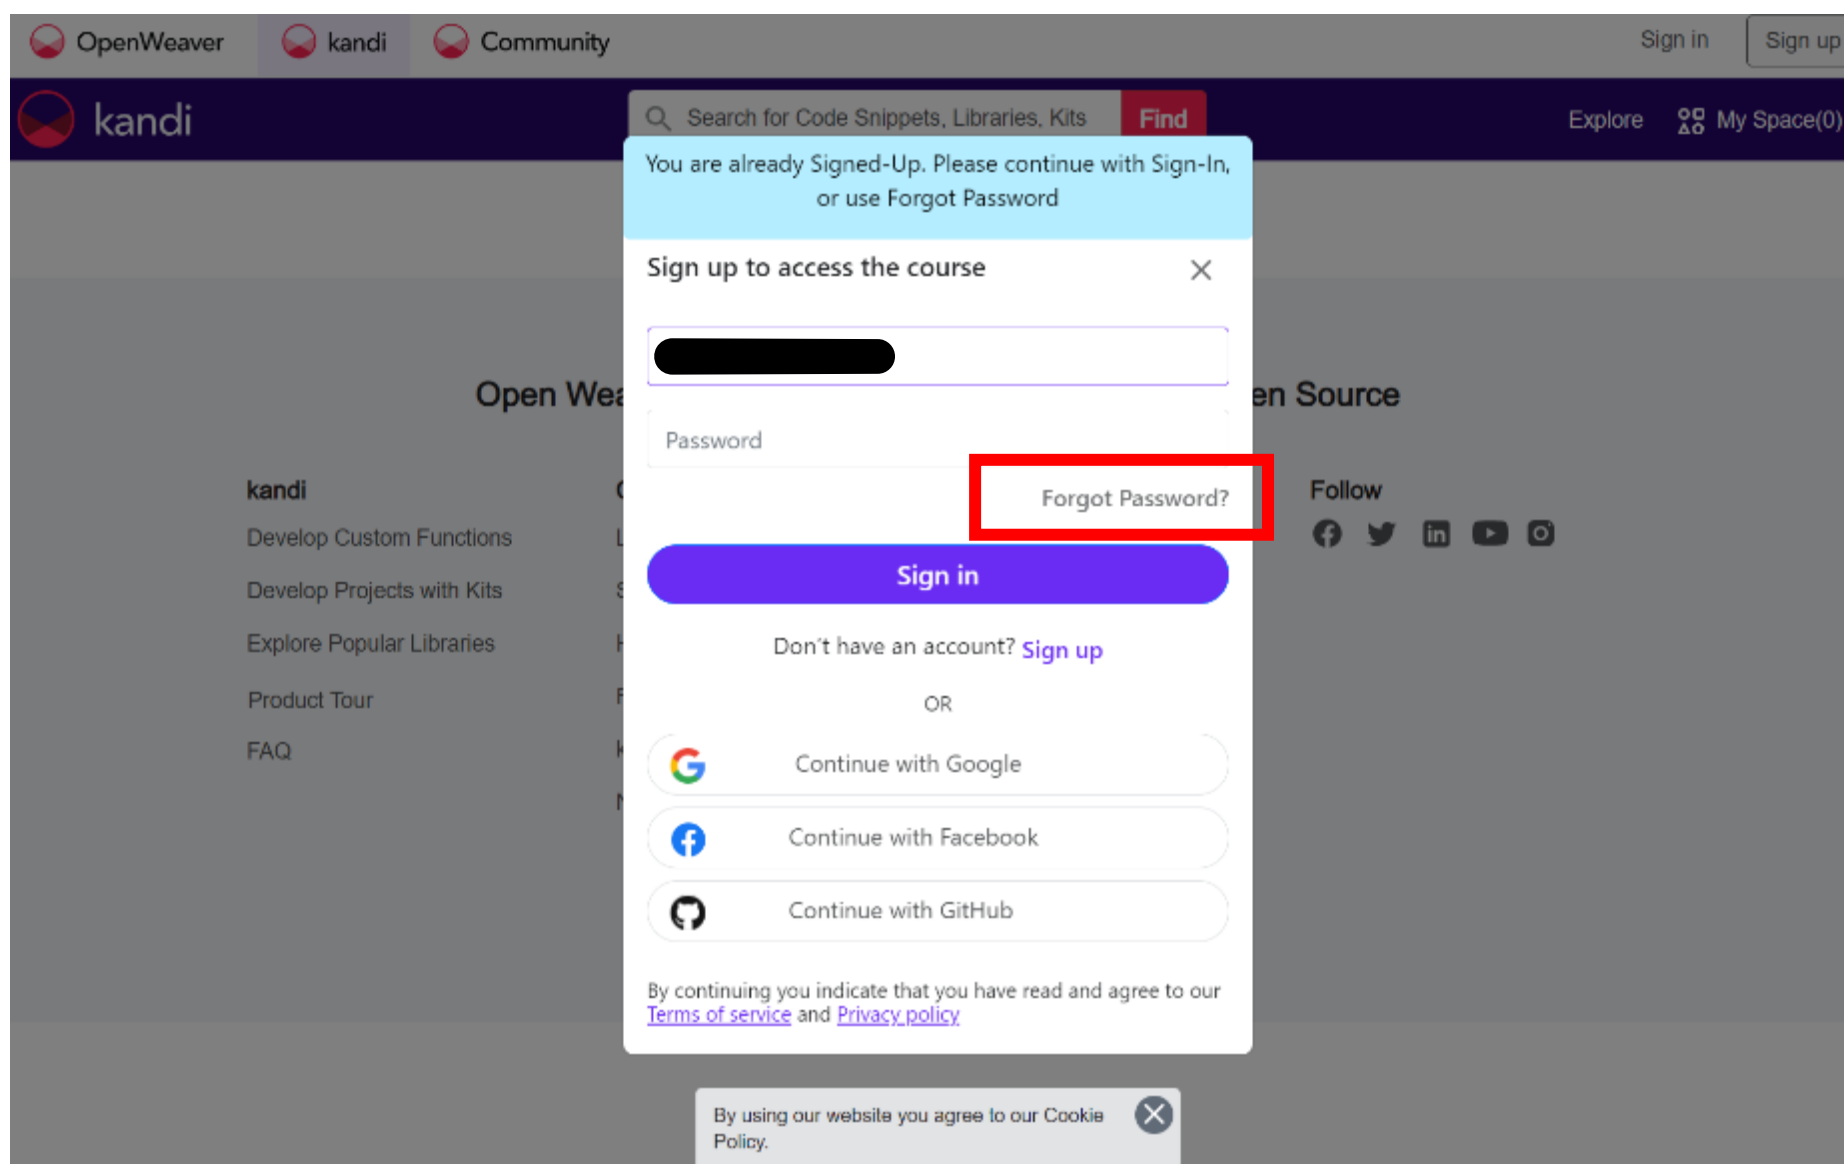 OpenWeaver
kandi
Community
Sign in
Sign up
kandi
Search for Code Snippets, Libraries, Kits
Find
Explore
My Space(0)
You are already Signed-Up. Please continue with Sign-In,
or use Forgot Password
Sign up to access the course
Open
en Source
Password
Forgot Password?
Sign in
Don't have an account? Sign up
OR
Continue with Google
Continue with Facebook
Continue with GitHub
By continuing you indicate that you have read and agree to our
Terms of service and Privacy policy
kandi
Develop Custom Functions
Develop Projects with Kits
Explore Popular Libraries
Product Tour
FAQ
Follow
By using our website you agree to our Cookie
Policy.